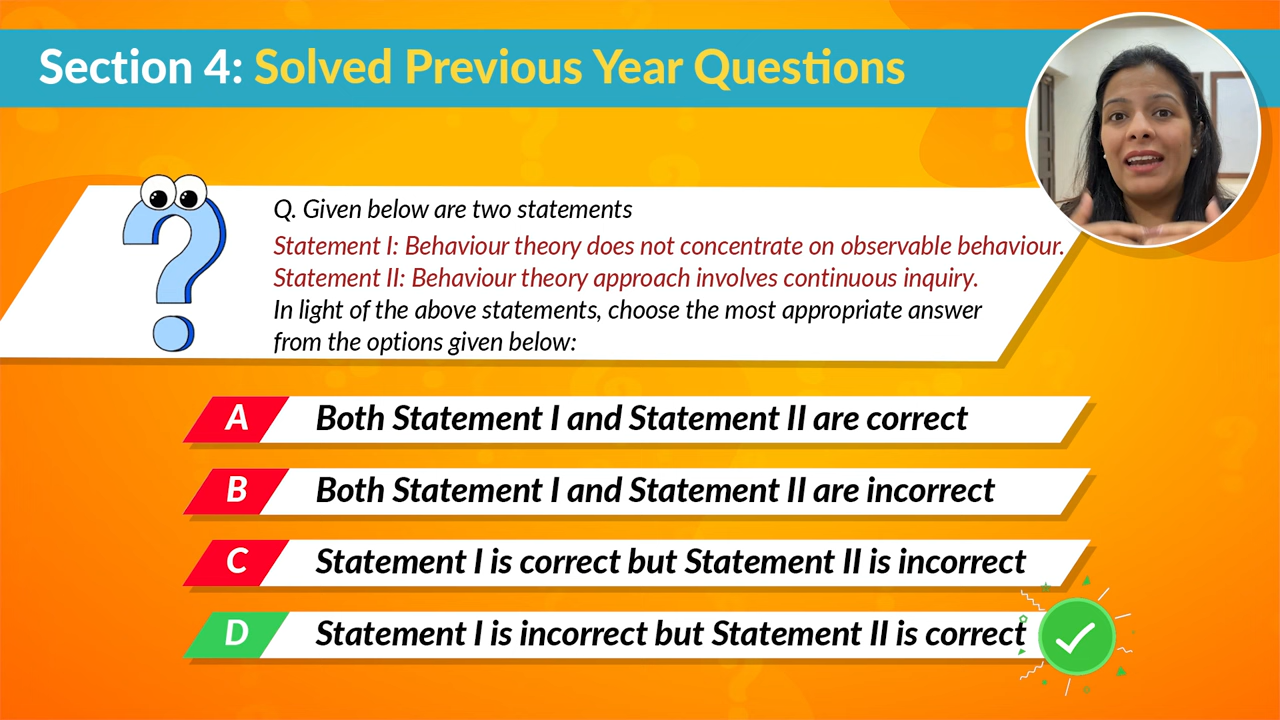 Section 4: Solved Previous Year Questions
Q. Given below are two statements
Statement I: Behaviour theory does not concentrate on observable behaviour.
Statement II: Behaviour theory approach involves continuous inquiry.
In light of the above statements, choose the most appropriate answer
from the options given below:
A Both Statement I and Statement II are correct
B Both Statement I and Statement II are incorrect
C Statement I is correct but Statement II is incorrect
D Statement I is incorrect but Statement II is correct